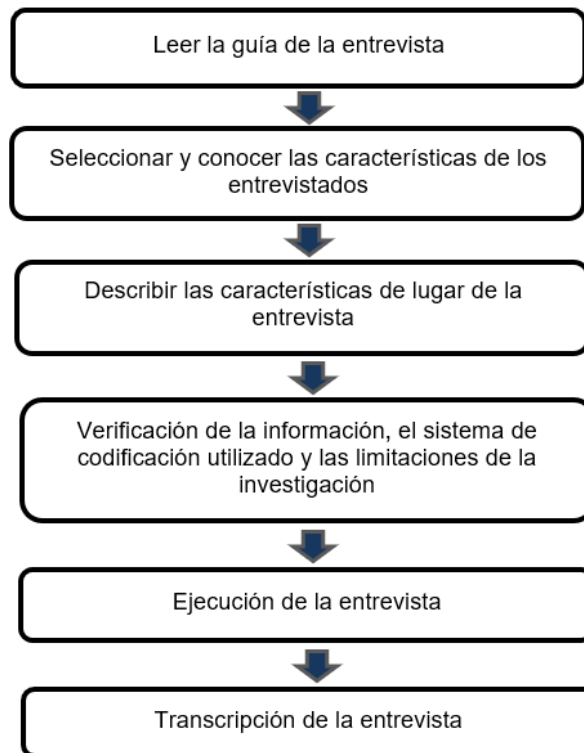 Leer la guía de la entrevista
Seleccionar y conocer las características de los
entrevistados
Describir las características de lugar de la
entrevista
Verificación de la información, el sistema de
codificación utilizado y las limitaciones de la
investigación
Ejecución de la entrevista
Transcripción de la entrevista